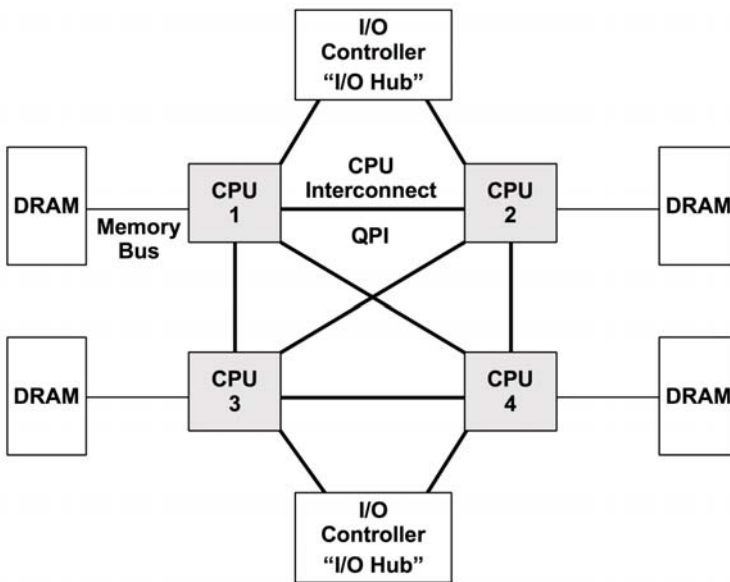 I/O
Controller
“I/O Hub”
DRAM
Memory
Bus
CPU
1
CPU
Interconnect
QPI
CPU
2
DRAM
DRAM
CPU
3
CPU
4
DRAM
I/O
Controller
“I/O Hub”